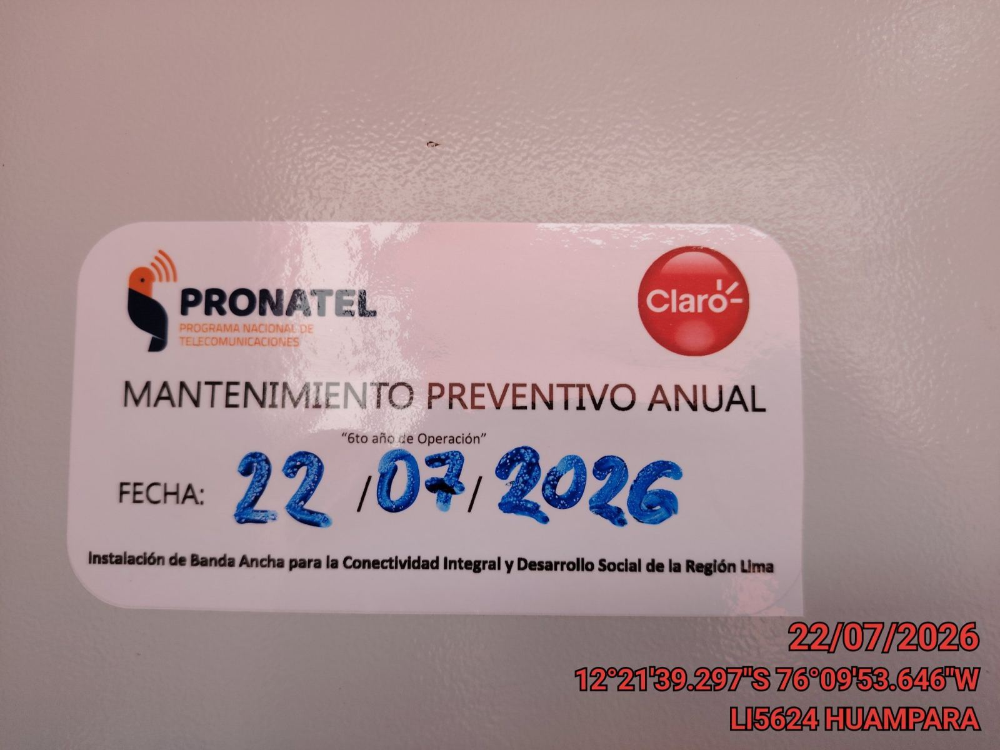 PRONATEL
PROGRAMA NACIONAL DE
TELECOMUNICACIONES
Claro
MANTENIMIENTO PREVENTIVO ANUAL
“6to año de Operación”
FECHA: 22/07/2026
Instalación de Banda Ancha para la Conectividad Integral y Desarrollo Social de la Región Lima
22/07/2026
12°21'39.297"S 76°09'53.646"W
LI5624 HUAMPARA